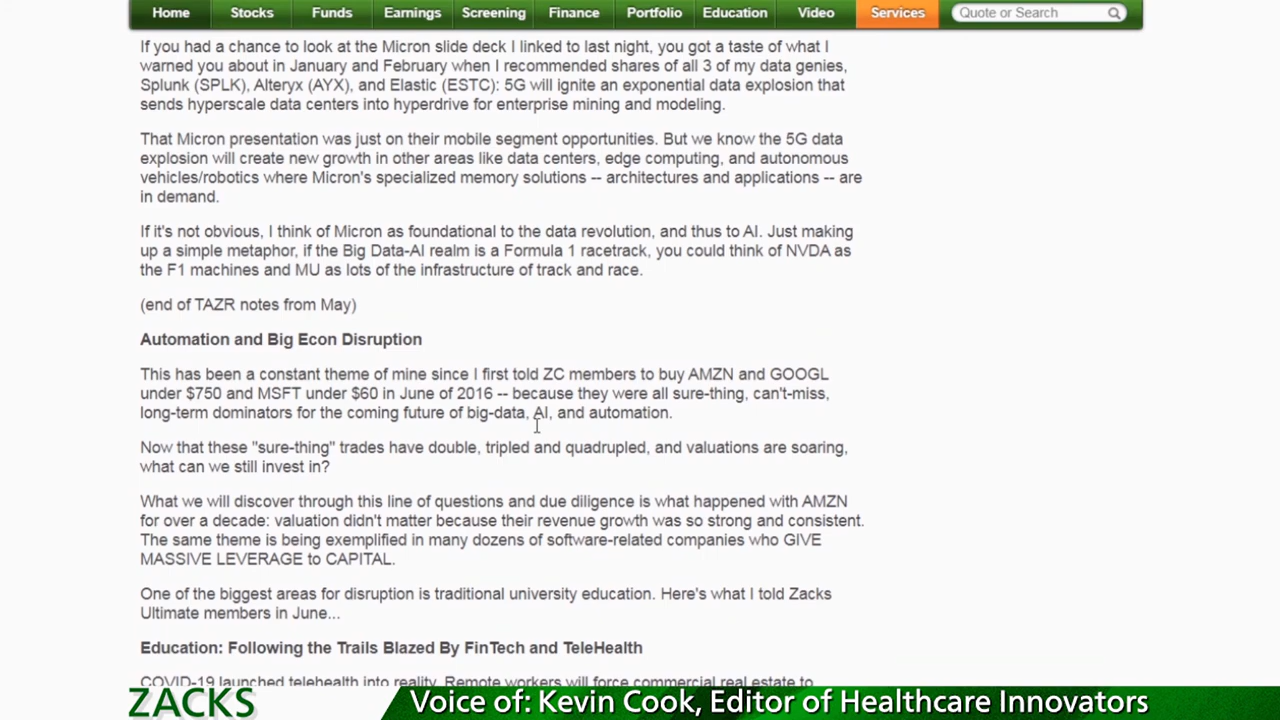 Home Stocks Funds Earnings Screening Finance Portfolio Education Video Services Quote or Search
If you had a chance to look at the Micron slide deck I linked to last night, you got a taste of what I
warned you about in January and February when I recommended shares of all 3 of my data genies,
Splunk (SPLK), Alteryx (AYX), and Elastic (ESTC): 5G will ignite an exponential data explosion that
sends hyperscale data centers into hyperdrive for enterprise mining and modeling.
That Micron presentation was just on their mobile segment opportunities. But we know the 5G data
explosion will create new growth in other areas like data centers, edge computing, and autonomous
vehicles/robotics where Micron's specialized memory solutions -- architectures and applications -- are
in demand.
If it's not obvious, I think of Micron as foundational to the data revolution, and thus to AI. Just making
up a simple metaphor, if the Big Data-AI realm is a Formula 1 racetrack, you could think of NVDA as
the F1 machines and MU as lots of the infrastructure of track and race.
(end of TAZR notes from May)
Automation and Big Econ Disruption
This has been a constant theme of mine since I first told ZC members to buy AMZN and GOOGL
under $750 and MSFT under $60 in June of 2016 -- because they were all sure-thing, can't-miss,
long-term dominators for the coming future of big-data, AI, and automation.
Now that these "sure-thing" trades have double, tripled and quadrupled, and valuations are soaring,
what can we still invest in?
What we will discover through this line of questions and due diligence is what happened with AMZN
for over a decade: valuation didn't matter because their revenue growth was so strong and consistent.
The same theme is being exemplified in many dozens of software-related companies who GIVE
MASSIVE LEVERAGE to CAPITAL.
One of the biggest areas for disruption is traditional university education. Here's what I told Zacks
Ultimate members in June...
Education: Following the Trails Blazed By FinTech and TeleHealth
COVID-19 launched telehealth into reality. Remote workers will force commercial real estate to
ZACKS Voice of: Kevin Cook, Editor of Healthcare Innovators